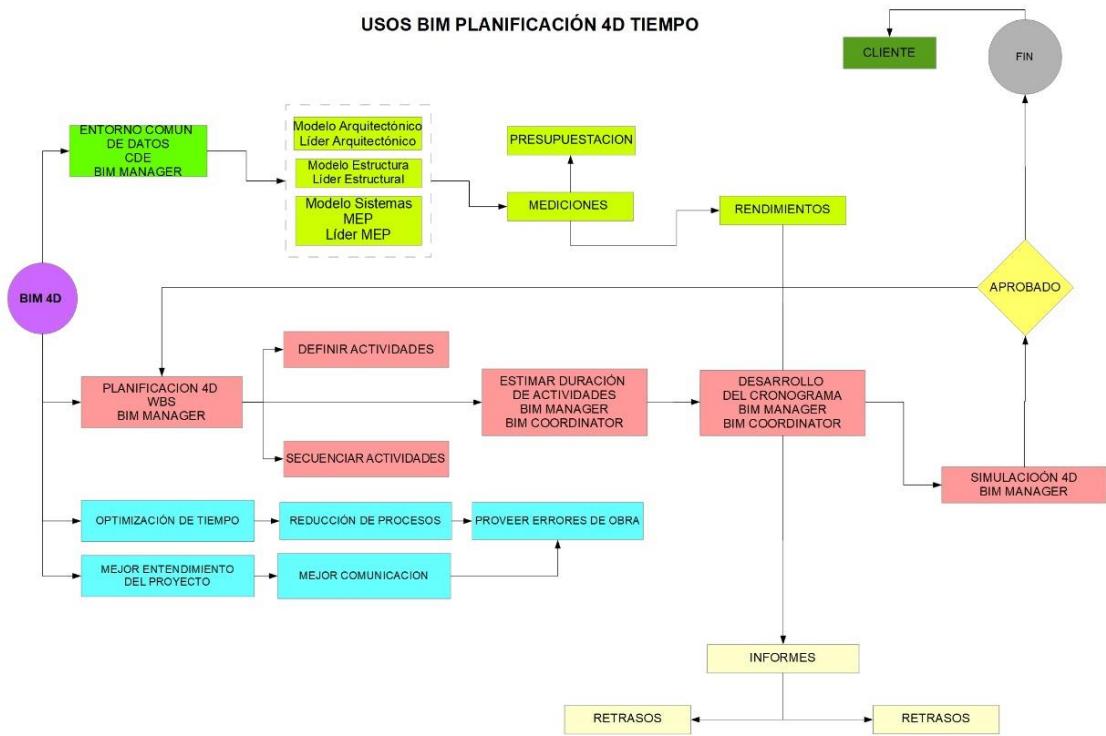 USOS BIM PLANIFICACIÓN 4D TIEMPO
CLIENTE
FIN
ENTORNO COMUN
DE DATOS
CDE
BIM MANAGER
Modelo Arquitectónico
Líder Arquitectónico
Modelo Estructura
Líder Estructural
Modelo Sistemas
MEP
Líder MEP
PRESUPUESTACION
MEDICIONES
RENDIMIENTOS
BIM 4D
APROBADO
DEFINIR ACTIVIDADES
PLANIFICACION 4D
WBS
BIM MANAGER
ESTIMAR DURACIÓN
DE ACTIVIDADES
BIM MANAGER
BIM COORDINATOR
DESARROLLO
DEL CRONOGRAMA
BIM MANAGER
BIM COORDINATOR
SECUENCIAR ACTIVIDADES
SIMULACIOÓN 4D
BIM MANAGER
OPTIMIZACIÓN DE TIEMPO
REDUCCIÓN DE PROCESOS
PROVEER ERRORES DE OBRA
MEJOR ENTENDIMIENTO
DEL PROYECTO
MEJOR COMUNICACION
INFORMES
RETRASOS
RETRASOS